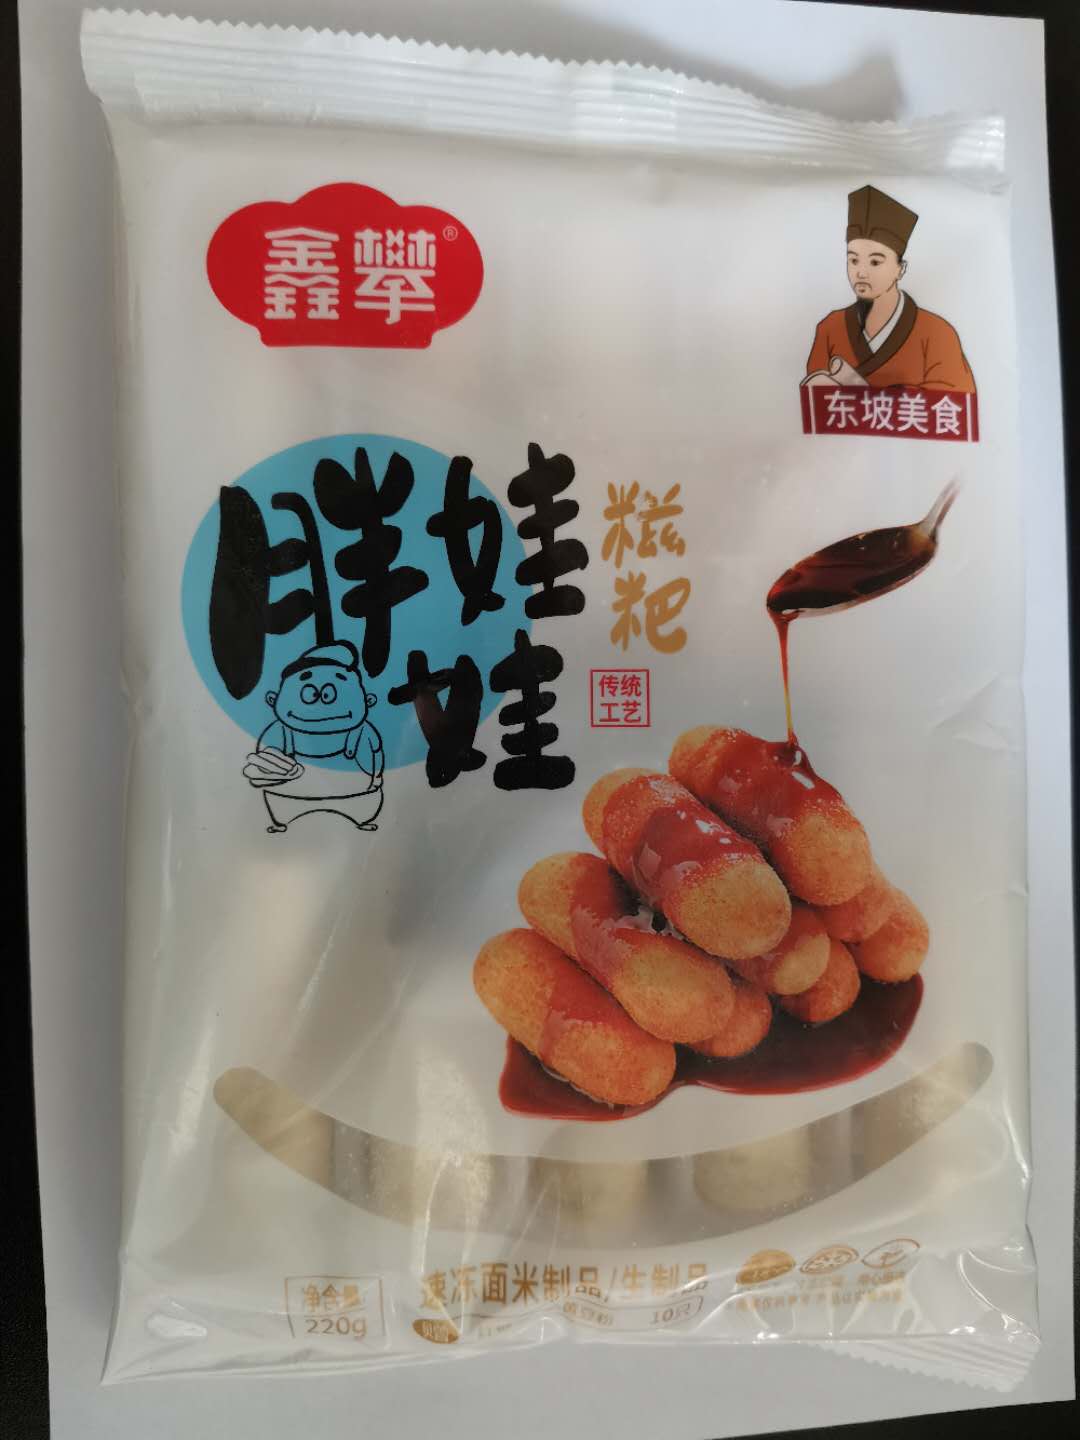 鑫攀®
东坡美食
胖娃娃
糍粑
传统
工艺
净含量
220g
速冻面米制品/生制品
10只